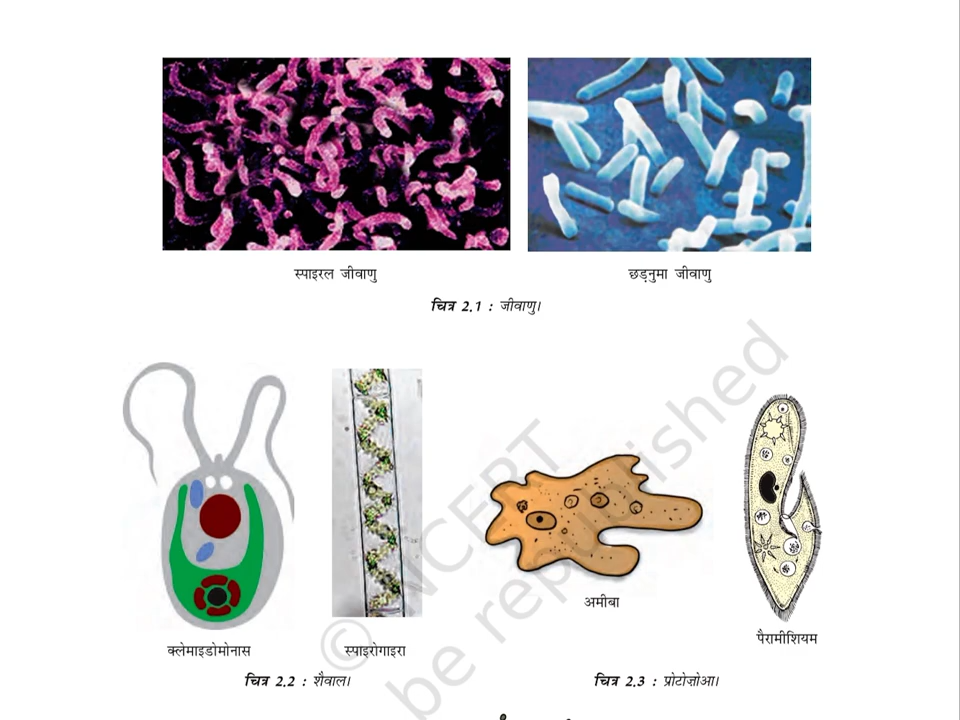 स्पाइरल जीवाणु
छड़नुमा जीवाणु
चित्र 2.1 : जीवाणु।
अमीबा
पैरामीशियम
क्लेमाइडोमोनास
स्पाइरोगाइरा
चित्र 2.2 : शैवाल।
चित्र 2.3 : प्रोटोज़ोआ।
© NCERT
be republished